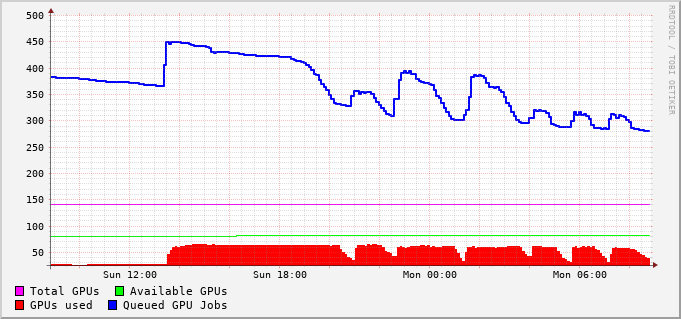 500
450
400
350
300
250
200
150
100
50
Sun 12:00 Sun 18:00 Mon 00:00 Mon 06:00
Total GPUs Available GPUs
GPUs used Queued GPU Jobs
RRDTOOL / TOBI OETIKER